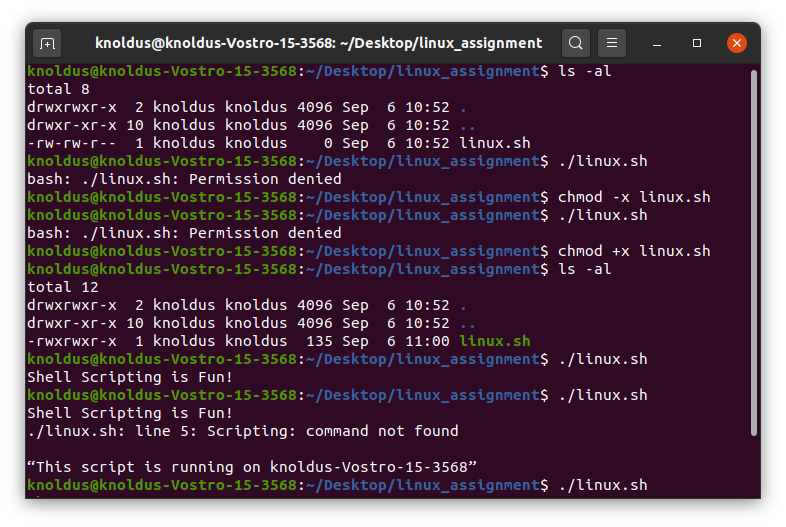 knoldus@knoldus-Vostro-15-3568: ~/Desktop/linux_assignment
knoldus@knoldus-Vostro-15-3568:~/Desktop/linux_assignment$ ls -al
total 8
drwxrwxr-x  2 knoldus knoldus 4096 Sep  6 10:52 .
drwxr-xr-x 10 knoldus knoldus 4096 Sep  6 10:52 ..
-rw-rw-r--  1 knoldus knoldus    0 Sep  6 10:52 linux.sh
knoldus@knoldus-Vostro-15-3568:~/Desktop/linux_assignment$ ./linux.sh
bash: ./linux.sh: Permission denied
knoldus@knoldus-Vostro-15-3568:~/Desktop/linux_assignment$ chmod -x linux.sh
knoldus@knoldus-Vostro-15-3568:~/Desktop/linux_assignment$ ./linux.sh
bash: ./linux.sh: Permission denied
knoldus@knoldus-Vostro-15-3568:~/Desktop/linux_assignment$ chmod +x linux.sh
knoldus@knoldus-Vostro-15-3568:~/Desktop/linux_assignment$ ls -al
total 12
drwxrwxr-x  2 knoldus knoldus 4096 Sep  6 10:52 .
drwxr-xr-x 10 knoldus knoldus 4096 Sep  6 10:52 ..
-rwxrwxr-x  1 knoldus knoldus  135 Sep  6 11:00 linux.sh
knoldus@knoldus-Vostro-15-3568:~/Desktop/linux_assignment$ ./linux.sh
Shell Scripting is Fun!
knoldus@knoldus-Vostro-15-3568:~/Desktop/linux_assignment$ ./linux.sh
Shell Scripting is Fun!
./linux.sh: line 5: Scripting: command not found
“This script is running on knoldus-Vostro-15-3568”
knoldus@knoldus-Vostro-15-3568:~/Desktop/linux_assignment$ ./linux.sh